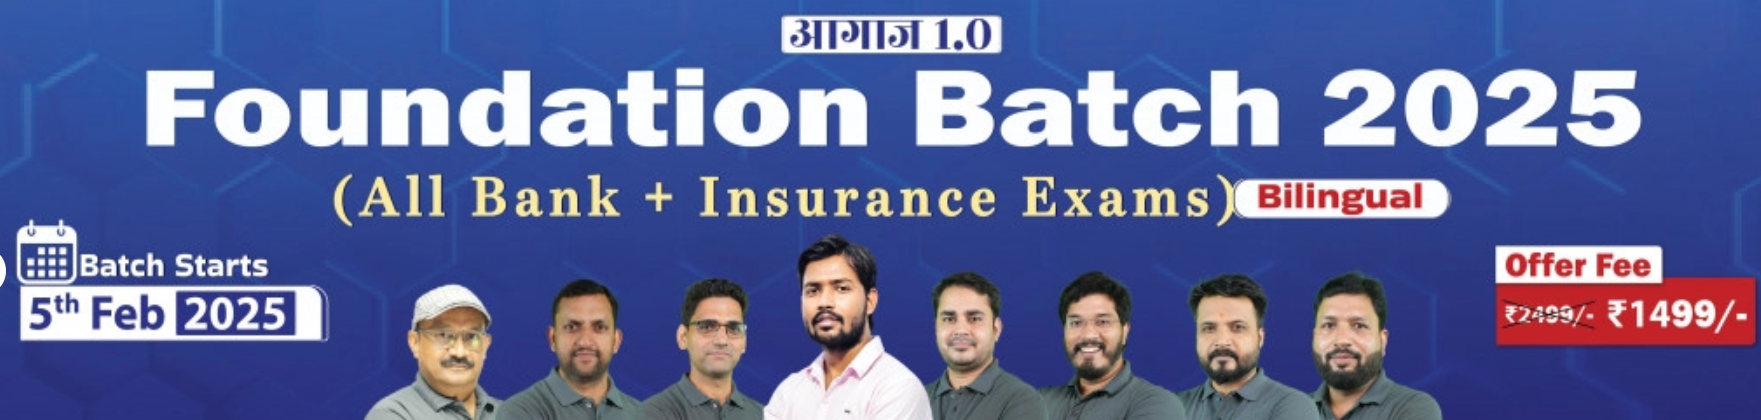 आगाज 1.0
Foundation Batch 2025
(All Bank + Insurance Exams) Bilingual
Batch Starts
5th Feb 2025
Offer Fee
₹2499/- ₹1499/-